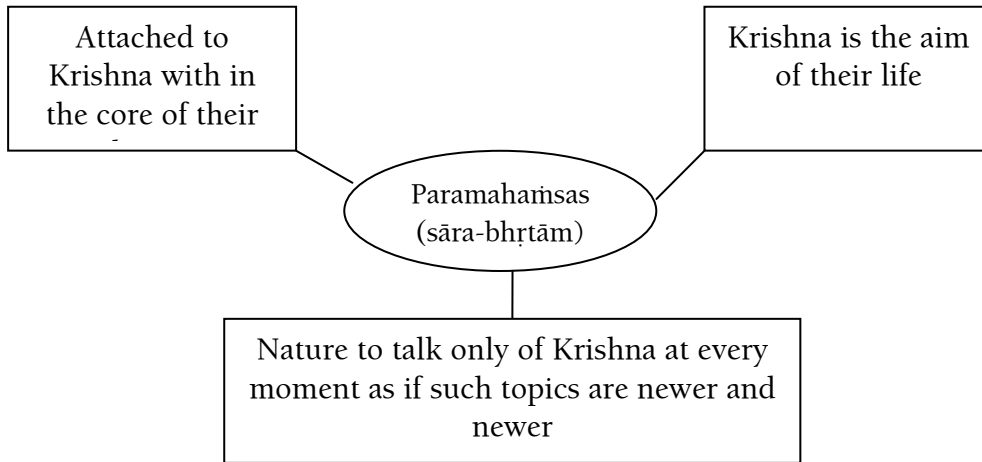 Attached to
Krishna with in
the core of their
Krishna is the aim
of their life
Paramahaṁsas
(sāra-bhṛtām)
Nature to talk only of Krishna at every
moment as if such topics are newer and
newer